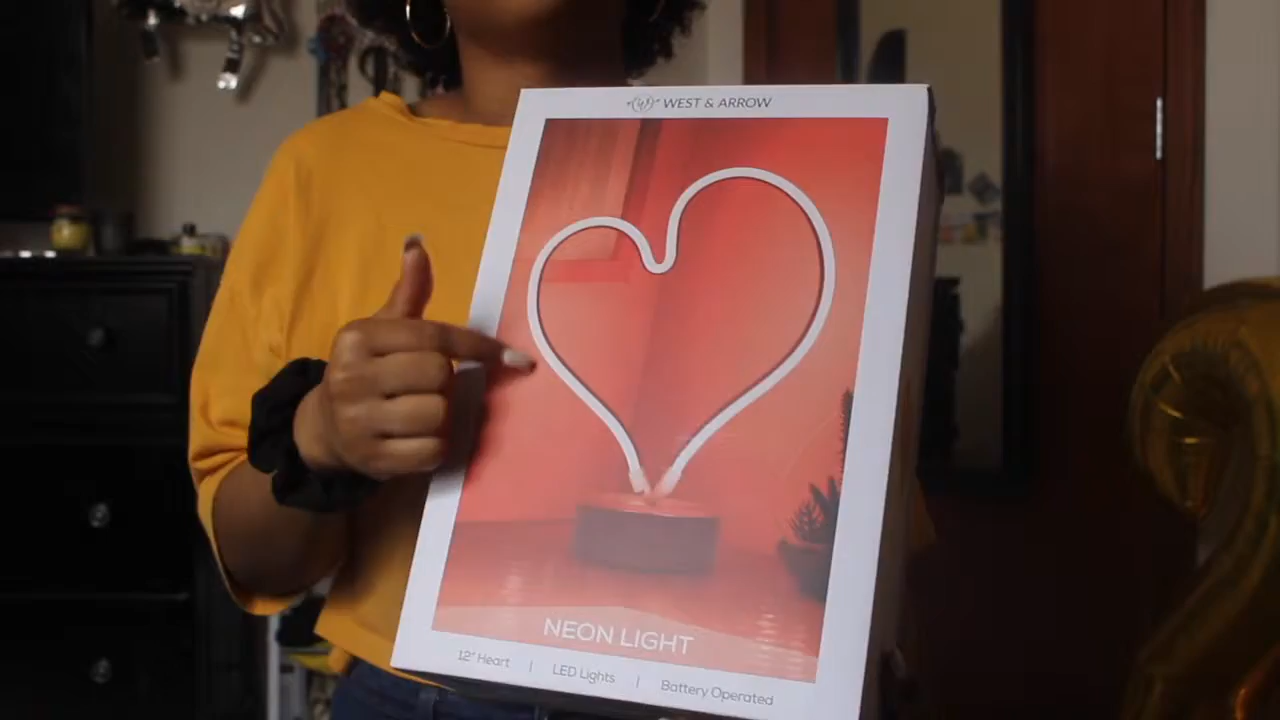 WEST & ARROW
NEON LIGHT
12" Heart | LED Lights | Battery Operated